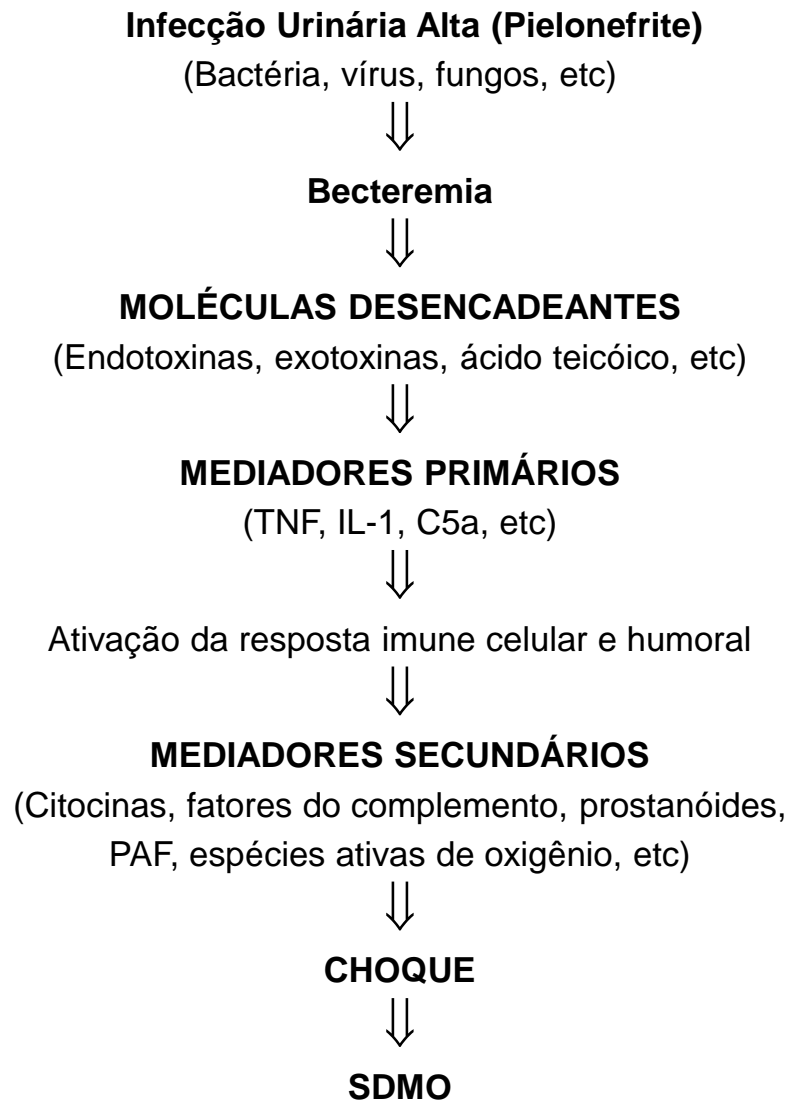 Infecção Urinária Alta (Pielonefrite)
(Bactéria, vírus, fungos, etc)
⇓
Becteremia
⇓
MOLÉCULAS DESENCADEANTES
(Endotoxinas, exotoxinas, ácido teicóico, etc)
⇓
MEDIADORES PRIMÁRIOS
(TNF, IL-1, C5a, etc)
⇓
Ativação da resposta imune celular e humoral
⇓
MEDIADORES SECUNDÁRIOS
(Citocinas, fatores do complemento, prostanóides,
PAF, espécies ativas de oxigênio, etc)
⇓
CHOQUE
⇓
SDMO